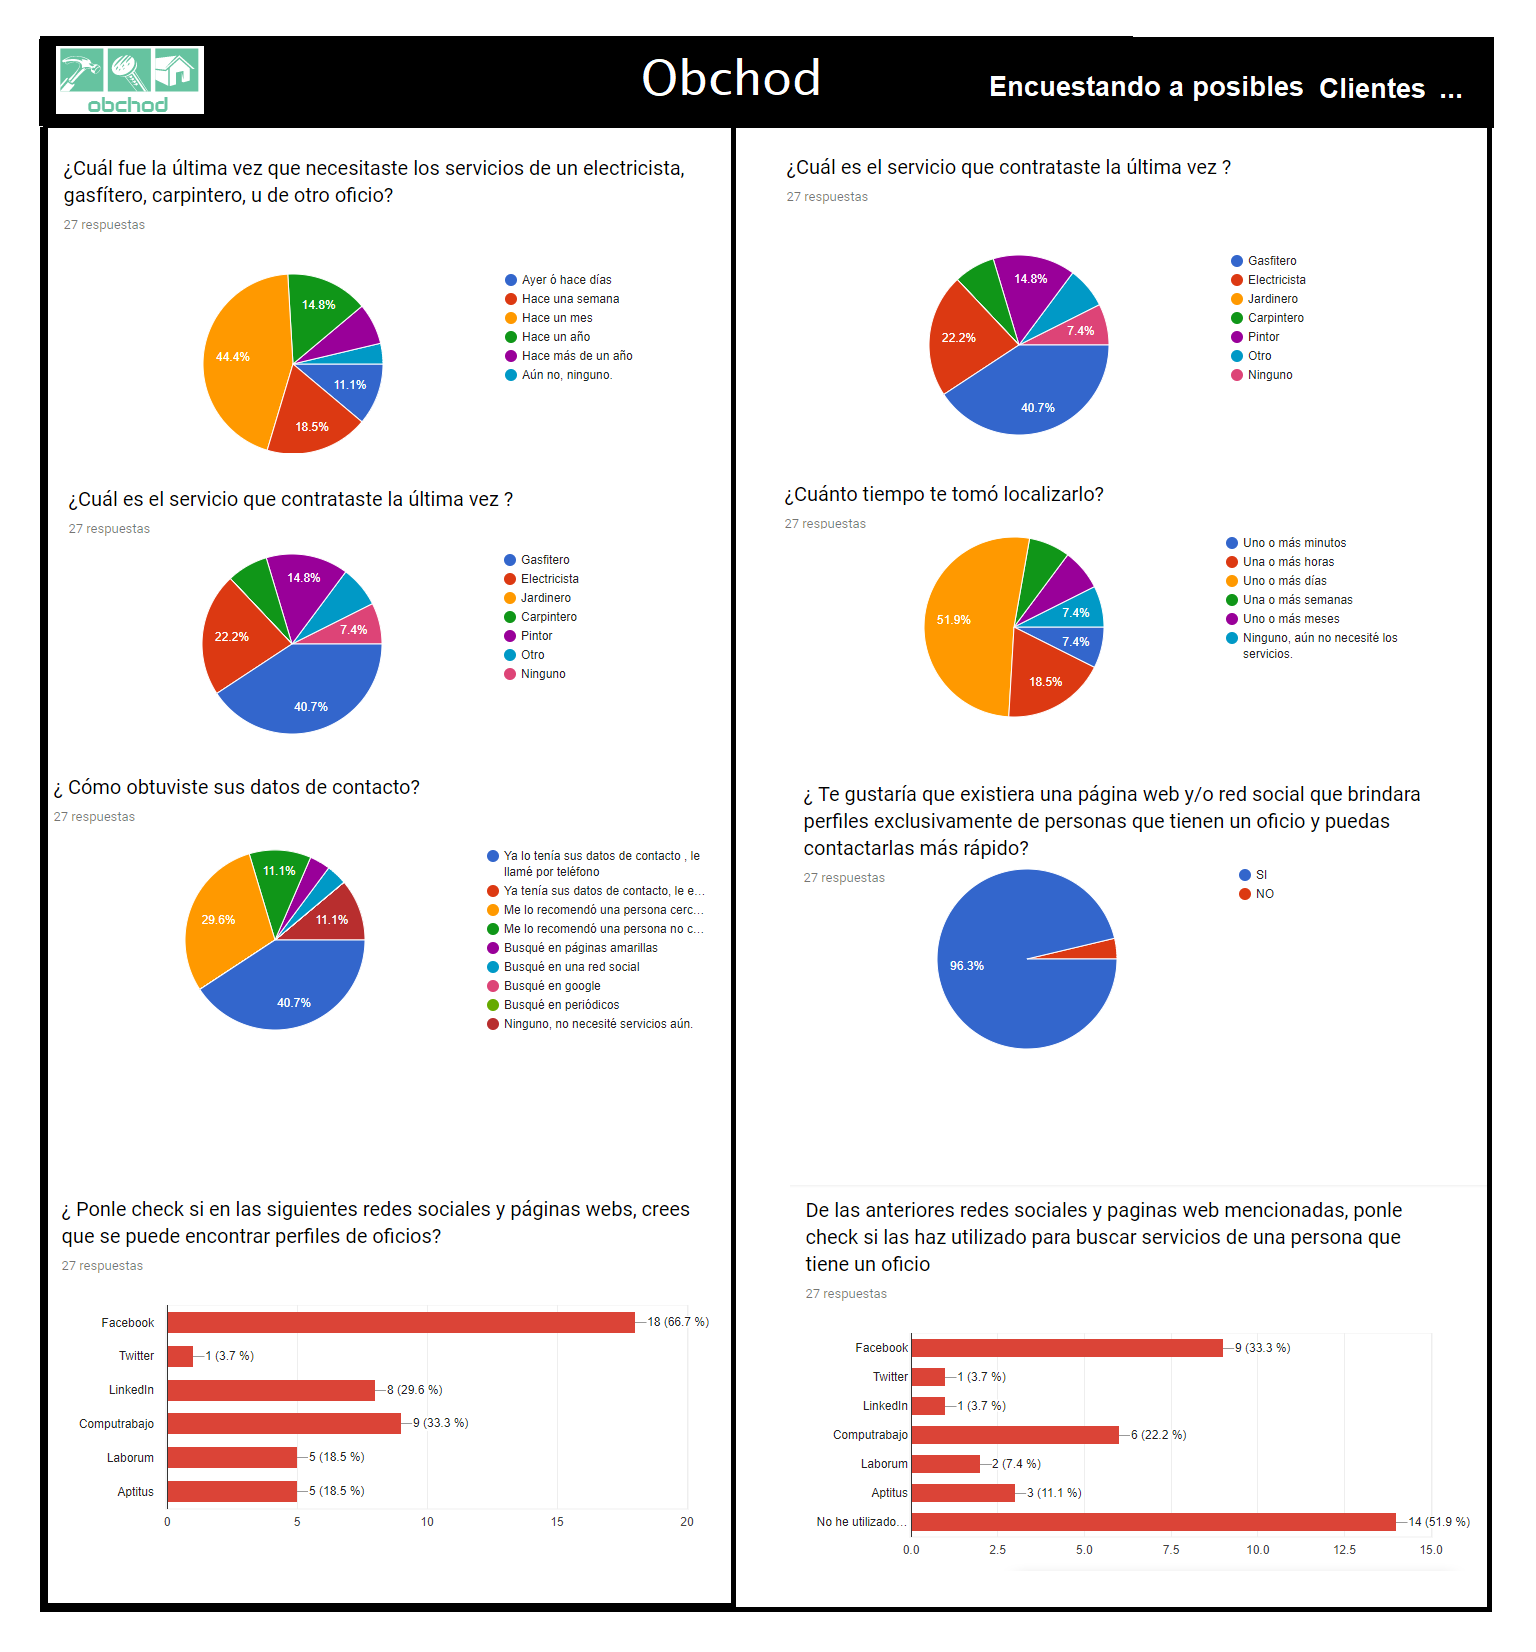 obchod
Obchod
Encuestando a posibles Clientes ...
¿Cuál fue la última vez que necesitaste los servicios de un electricista,
gasfítero, carpintero, u de otro oficio?
27 respuestas
14.8%
44.4%
11.1%
18.5%
Ayer ó hace días
Hace una semana
Hace un mes
Hace un año
Hace más de un año
Aún no, ninguno.
¿Cuál es el servicio que contrataste la última vez ?
27 respuestas
14.8%
22.2%
7.4%
40.7%
Gasfitero
Electricista
Jardinero
Carpintero
Pintor
Otro
Ninguno
¿Cuál es el servicio que contrataste la última vez ?
27 respuestas
14.8%
22.2%
7.4%
40.7%
Gasfitero
Electricista
Jardinero
Carpintero
Pintor
Otro
Ninguno
¿Cuánto tiempo te tomó localizarlo?
27 respuestas
51.9%
7.4%
7.4%
18.5%
Uno o más minutos
Una o más horas
Uno o más días
Una o más semanas
Uno o más meses
Ninguno, aún no necesité los
servicios.
¿ Cómo obtuviste sus datos de contacto?
27 respuestas
11.1%
29.6%
11.1%
40.7%
Ya lo tenía sus datos de contacto , le
llamé por teléfono
Ya tenía sus datos de contacto, le e...
Me lo recomendó una persona cerc...
Me lo recomendó una persona no c...
Busqué en páginas amarillas
Busqué en una red social
Busqué en google
Busqué en periódicos
Ninguno, no necesité servicios aún.
¿ Te gustaría que existiera una página web y/o red social que brindara
perfiles exclusivamente de personas que tienen un oficio y puedas
contactarlas más rápido?
27 respuestas
96.3%
SI
NO
¿ Ponle check si en las siguientes redes sociales y páginas webs, crees
que se puede encontrar perfiles de oficios?
27 respuestas
Facebook 18 (66.7 %)
Twitter 1 (3.7 %)
LinkedIn 8 (29.6 %)
Computrabajo 9 (33.3 %)
Laborum 5 (18.5 %)
Aptitus 5 (18.5 %)
0 5 10 15 20
De las anteriores redes sociales y paginas web mencionadas, ponle
check si las haz utilizado para buscar servicios de una persona que
tiene un oficio
27 respuestas
Facebook 9 (33.3 %)
Twitter 1 (3.7 %)
LinkedIn 1 (3.7 %)
Computrabajo 6 (22.2 %)
Laborum 2 (7.4 %)
Aptitus 3 (11.1 %)
No he utilizado... 14 (51.9 %)
0.0 2.5 5.0 7.5 10.0 12.5 15.0